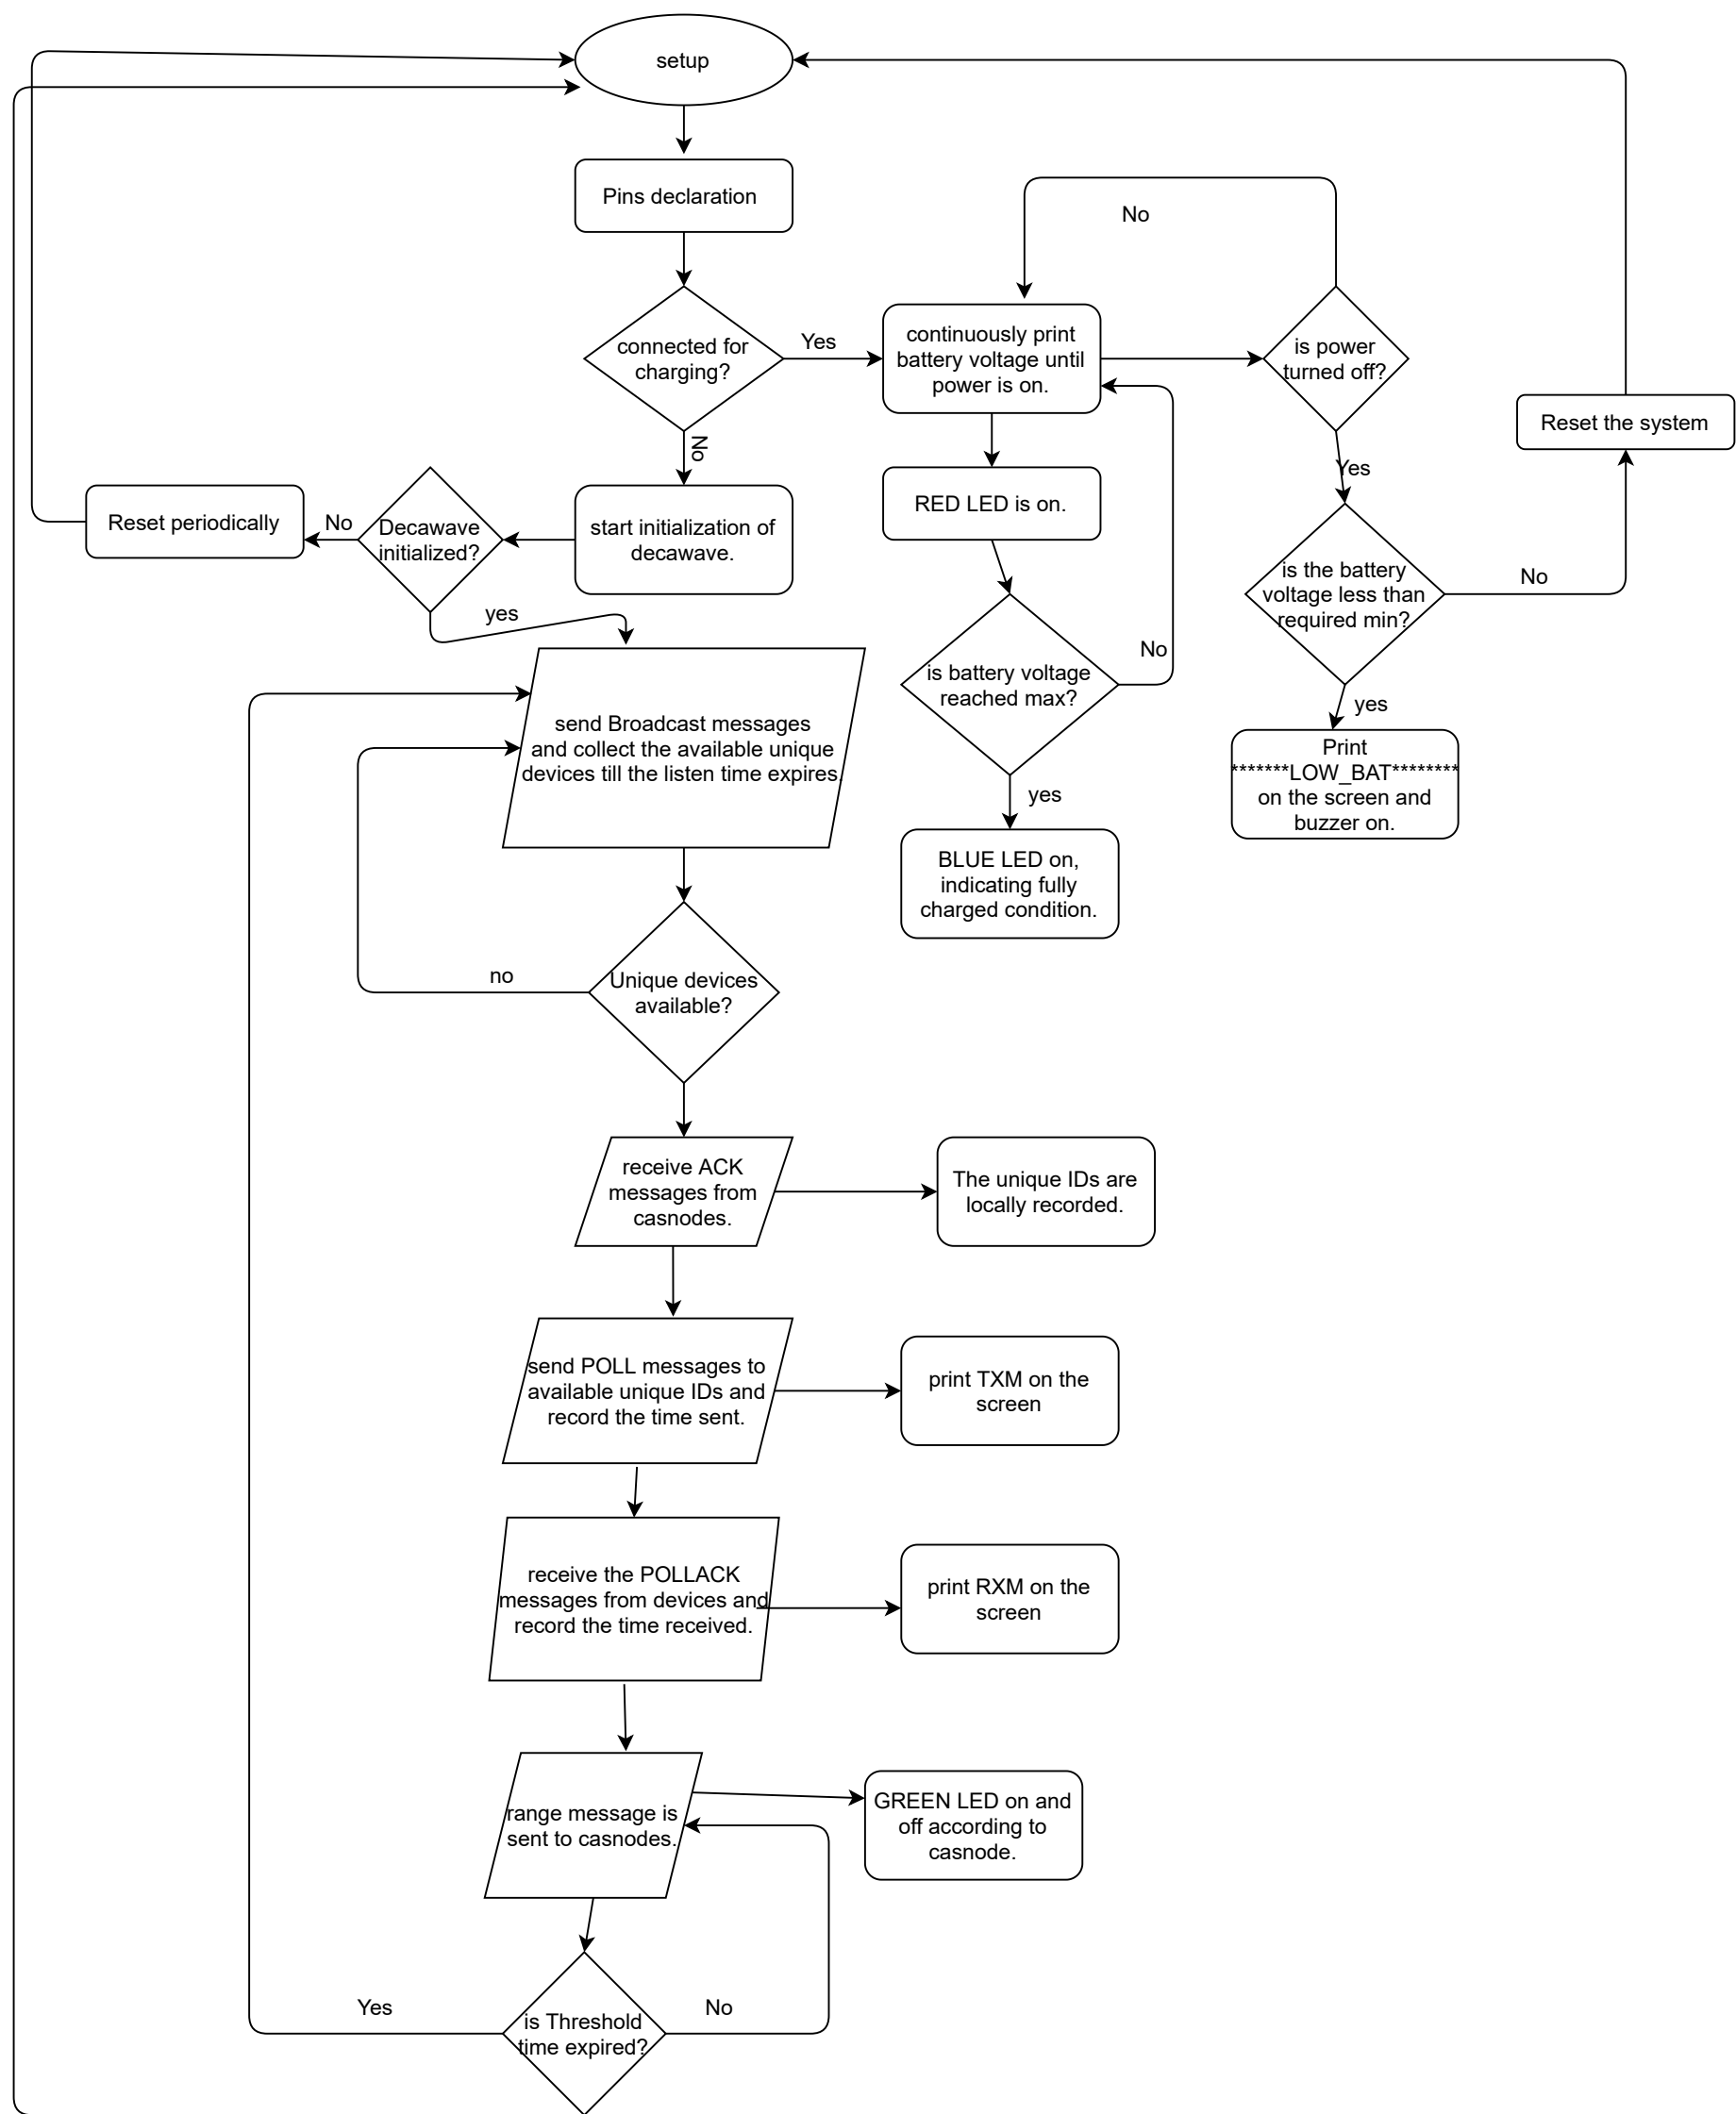 setup
Pins declaration
No
connected for
charging?
Yes
continuously print
battery voltage until
power is on.
is power
turned off?
No
Yes
Reset the system
Reset periodically
No
Decawave
initialized?
start initialization of
decawave.
RED LED is on.
is the battery
voltage less than
required min?
No
yes
yes
is battery voltage
reached max?
No
send Broadcast messages
and collect the available unique
devices till the listen time expires.
Print
*******LOW_BAT********
on the screen and
buzzer on.
yes
BLUE LED on,
indicating fully
charged condition.
no
Unique devices
available?
receive ACK
messages from
casnodes.
The unique IDs are
locally recorded.
send POLL messages to
available unique IDs and
record the time sent.
print TXM on the
screen
receive the POLLACK
messages from devices and
record the time received.
print RXM on the
screen
range message is
sent to casnodes.
GREEN LED on and
off according to
casnode.
Yes
No
is Threshold
time expired?